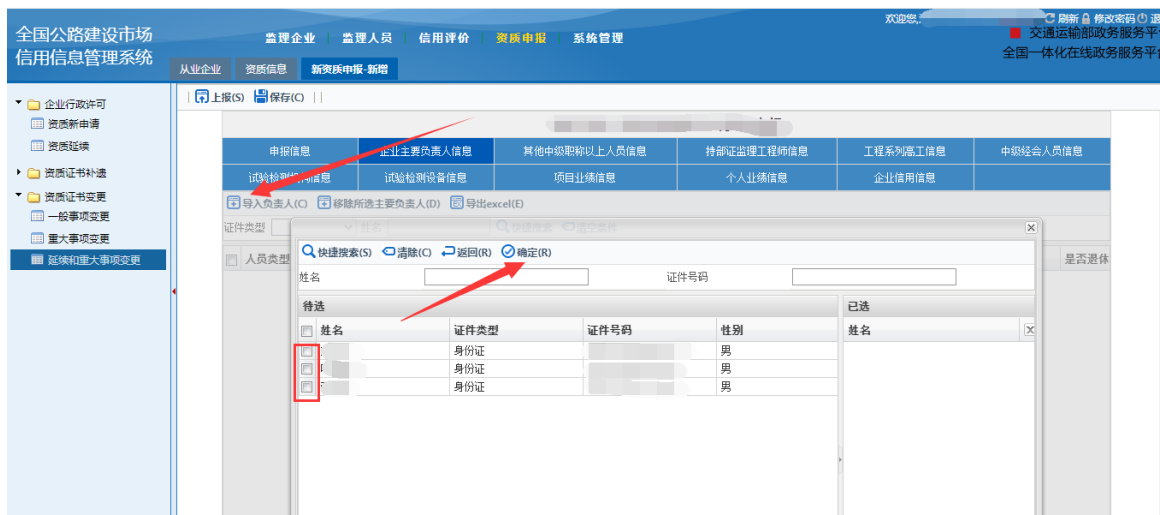 欢迎您, 刷新 修改密码 退
全国公路建设市场
信用信息管理系统
监理企业 监理人员 信用评价 资质申报 系统管理
交通运输部政务服务平
全国一体化在线政务服务平
从业企业 资质信息 新资质申报-新增
企业行政许可
资质新申请
资质延续
资质证书补遗
资质证书变更
一般事项变更
重大事项变更
延续和重大事项变更
上报(S) 保存(C)
申报信息 企业主要负责人信息 其他中级职称以上人员信息 持部证监理工程师信息 工程系列高工信息 中级经会人员信息
试验检测设备信息 项目业绩信息 个人业绩信息 企业信用信息
导入负责人(C) 移除所选主要负责人(D) 导出excel(E)
证件类型 姓名 快捷搜索 清空条件
人员类型 是否退休
快捷搜索(S) 清除(C) 返回(R) 确定(R)
姓名 证件号码
待选 已选
姓名 证件类型 证件号码 性别 姓名
身份证 男
身份证 男
身份证 男